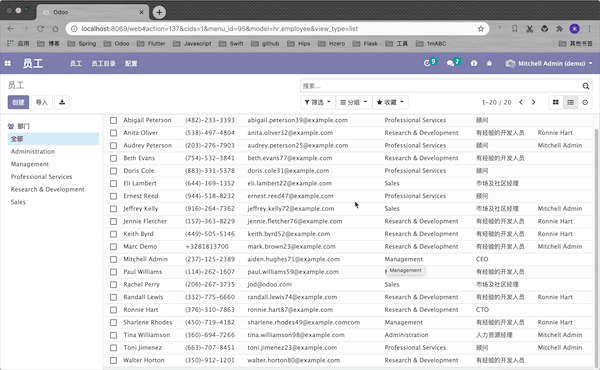 Odoo
localhost:8069/web#action=137&cids=1&menu_id=95&model=hr.employee&view_type=list
应用 博客 Spring Odoo Flutter Javascript Swift github Hips Hzero Flask 工具 1mABC 其他书签
员工 员工 员工目录 配置 9 2 Mitchell Admin (demo)
员工 搜索...
创建 导入 筛选 分组 收藏 1-20 / 20
部门
全部
Administration
Management
Professional Services
Research & Development
Sales
Abigail Peterson (482)-233-3393 abigail.peterson39@example.com Professional Services 顾问
Anita Oliver (538)-497-4804 anita.oliver32@example.com Research & Development 有经验的开发人员 Ronnie Hart
Audrey Peterson (203)-276-7903 audrey.peterson25@example.com Professional Services 顾问 Mitchell Admin
Beth Evans (754)-532-3841 beth.evans77@example.com Research & Development 有经验的开发人员
Doris Cole (883)-331-5378 doris.cole31@example.com Professional Services 顾问
Eli Lambert (644)-169-1352 eli.lambert22@example.com Sales 市场及社区经理
Ernest Reed (944)-518-8232 ernest.reed47@example.com Professional Services 顾问
Jeffrey Kelly (916)-264-7362 jeffrey.kelly72@example.com Sales 市场及社区经理 Mitchell Admin
Jennie Fletcher (157)-363-8229 jennie.fletcher76@example.com Research & Development 有经验的开发人员 Ronnie Hart
Keith Byrd (449)-505-5146 keith.byrd52@example.com Research & Development 有经验的开发人员 Ronnie Hart
Marc Demo +3281813700 mark.brown23@example.com Research & Development 有经验的开发人员 Mitchell Admin
Mitchell Admin (237)-125-2389 aiden.hughes71@example.com Management CEO
Paul Williams (114)-262-1607 paul.williams59@example.com 有经验的开发人员
Management
Rachel Perry (206)-267-3735 jod@odoo.com Sales 市场及社区经理
Randall Lewis (332)-775-6660 randall.lewis74@example.com Research & Development 有经验的开发人员 Ronnie Hart
Ronnie Hart (376)-310-7863 ronnie.hart87@example.com Research & Development CTO
Sharlene Rhodes (450)-719-4182 sharlene.rhodes49@example.comcom Management 有经验的开发人员 Ronnie Hart
Tina Williamson (360)-694-7266 tina.williamson98@example.com Administration 人力资源经理
Toni Jimenez (663)-707-8451 toni.jimenez23@example.com Research & Development 顾问 Mitchell Admin
Walter Horton (350)-912-1201 walter.horton80@example.com Research & Development 有经验的开发人员